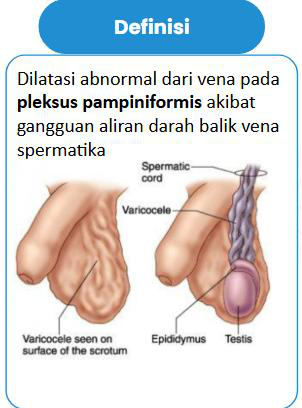 Definisi
Dilatasi abnormal dari vena pada
pleksus pampiniformis akibat
gangguan aliran darah balik vena
spermatika
Spermatic
cord
Varicocele
Varicocele seen on
surface of the scrotum
Epididymus
Testis